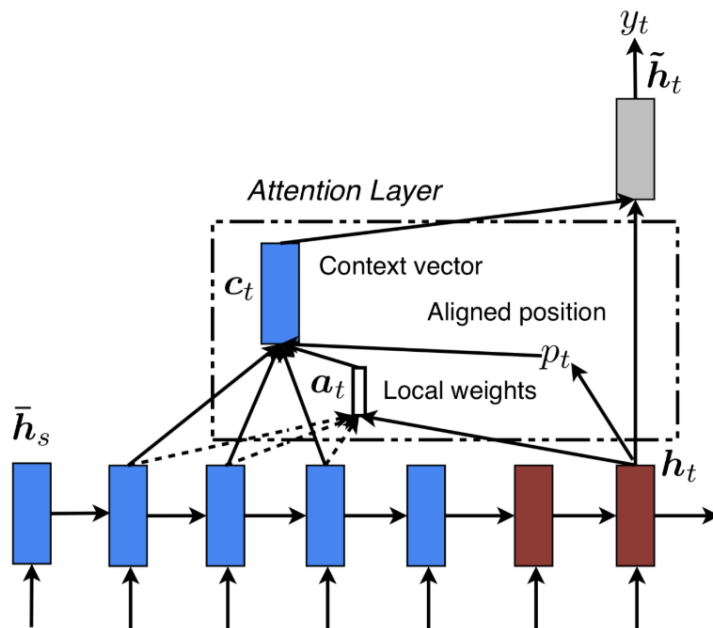 y_t
h̃_t
Attention Layer
c_t
Context vector
Aligned position
p_t
a_t
Local weights
h̄_s
h_t